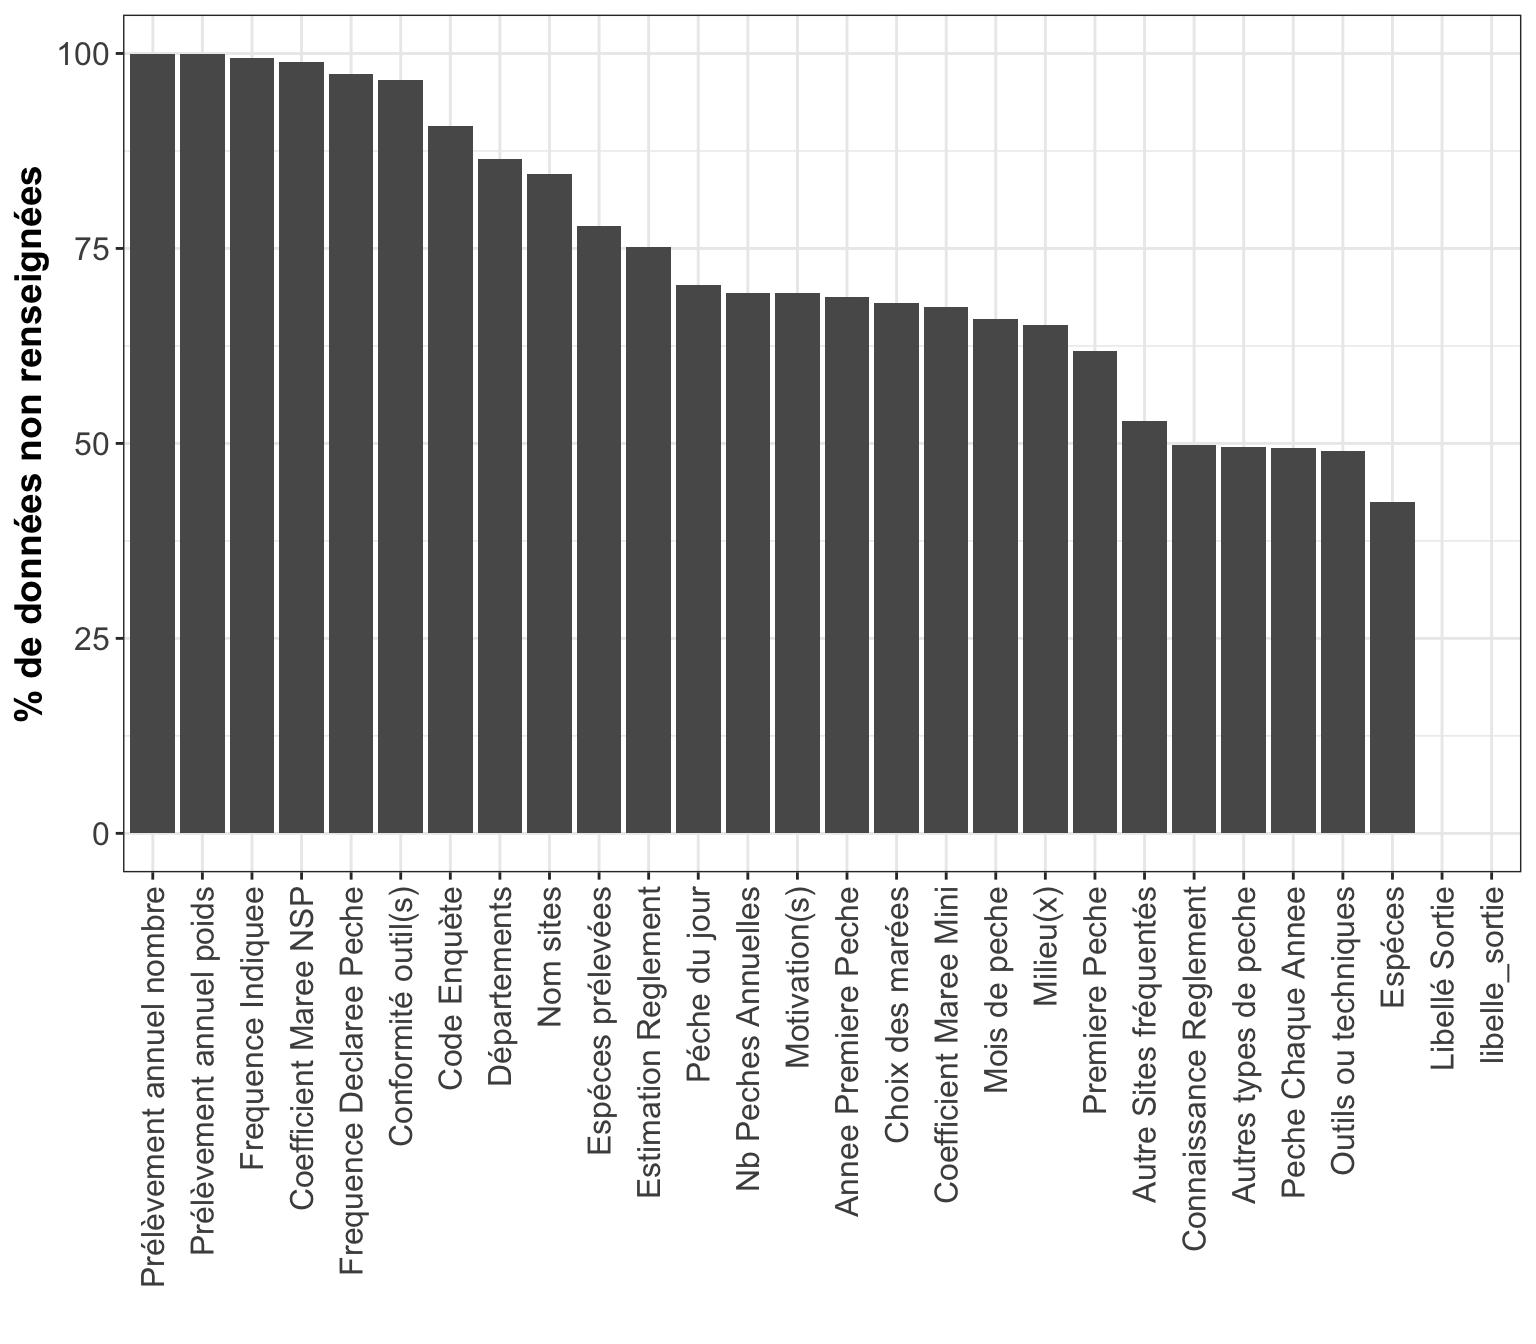 % de données non renseignées
100
75
50
25
0
Prélèvement annuel nombre
Prélèvement annuel poids
Frequence Indiquee
Coefficient Maree NSP
Frequence Declaree Peche
Conformité outil(s)
Code Enquète
Départements
Nom sites
Espéces prélevées
Estimation Reglement
Péche du jour
Nb Peches Annuelles
Motivation(s)
Annee Premiere Peche
Choix des marées
Coefficient Maree Mini
Mois de peche
Milieu(x)
Premiere Peche
Autre Sites fréquentés
Connaissance Reglement
Autres types de peche
Peche Chaque Annee
Outils ou techniques
Espéces
Libellé Sortie
libelle_sortie